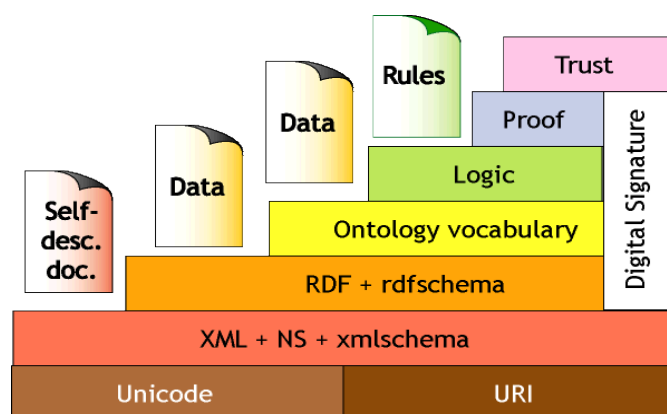 Rules
Trust
Data
Proof
Data
Logic
Self-
desc.
doc.
Ontology vocabulary
Digital Signature
RDF + rdfschema
XML + NS + xmlschema
Unicode
URI